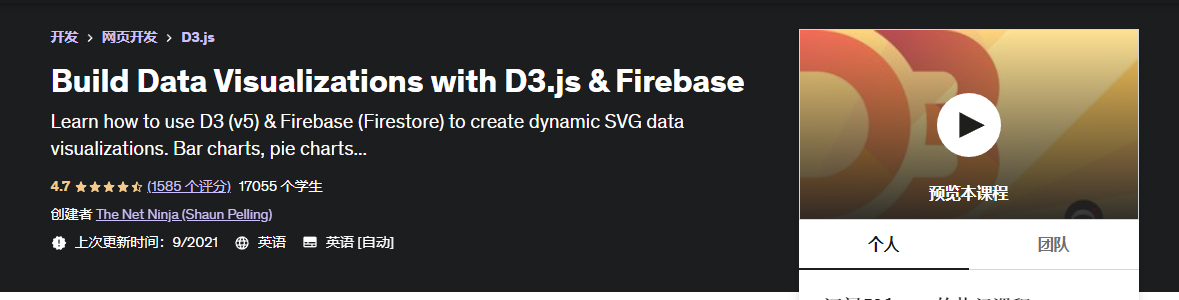 开发 > 网页开发 > D3.js
Build Data Visualizations with D3.js & Firebase
Learn how to use D3 (v5) & Firebase (Firestore) to create dynamic SVG data
visualizations. Bar charts, pie charts...
4.7 (1585 个评分) 17055 个学生
创建者 The Net Ninja (Shaun Pelling)
上次更新时间：9/2021 英语 英语 [自动]
预览本课程
个人 团队